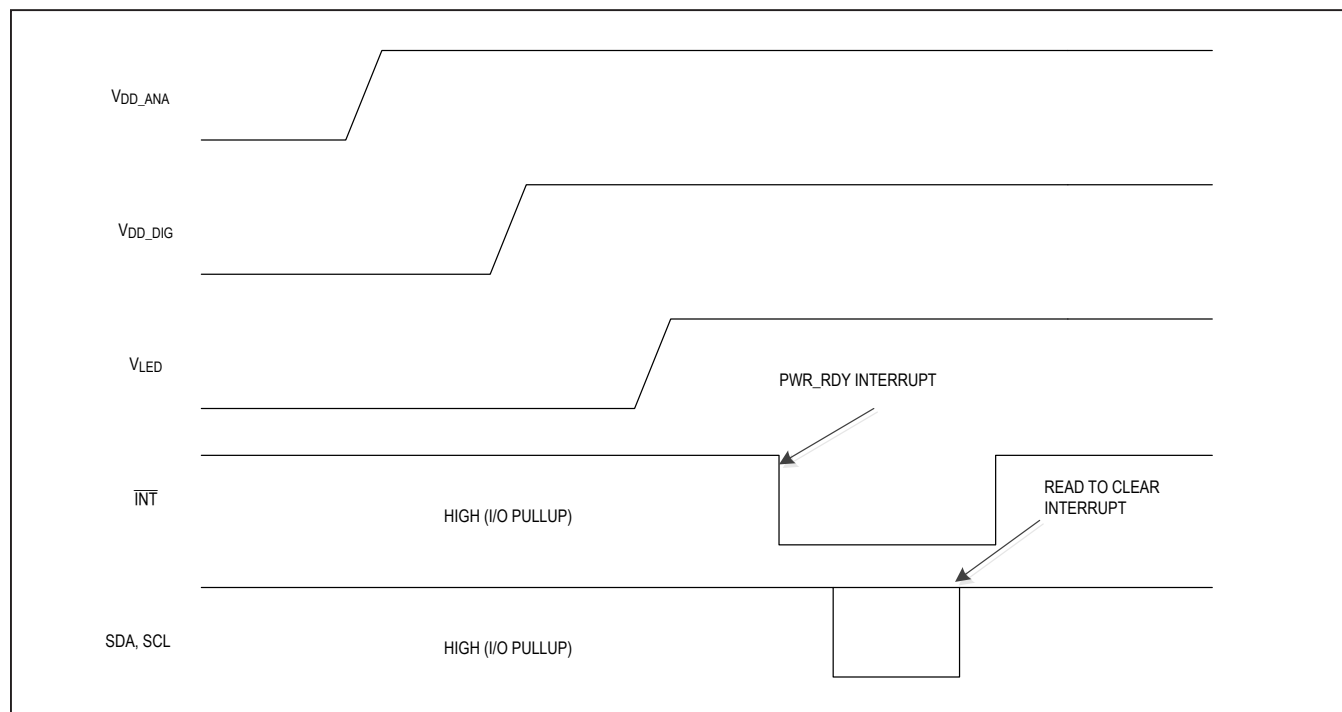 VDD_ANA
VDD_DIG
VLED
PWR_RDY INTERRUPT
INT
HIGH (I/O PULLUP)
READ TO CLEAR
INTERRUPT
SDA, SCL
HIGH (I/O PULLUP)